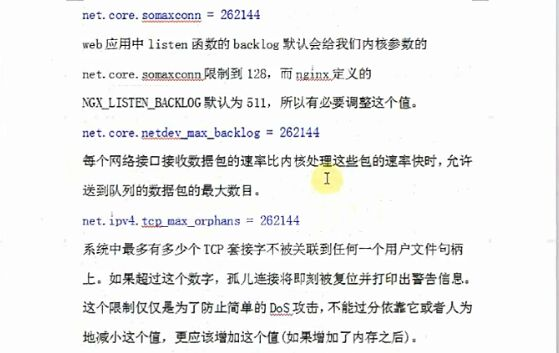 net.core.somaxconn = 262144
web应用中listen函数的backlog默认会给我们内核参数的
net.core.somaxconn限制到128，而nginx定义的
NGX_LISTEN_BACKLOG默认为511，所以有必要调整这个值。
net.core.netdev_max_backlog = 262144
每个网络接口接收数据包的速率比内核处理这些包的速率快时，允许
送到队列的数据包的最大数目。
net.ipv4.tcp_max_orphans = 262144
系统中最多有多少个TCP套接字不被关联到任何一个用户文件句柄
上。如果超过这个数字，孤儿连接将即刻被复位并打印出警告信息。
这个限制仅仅是为了防止简单的DoS攻击，不能过分依靠它或者人为
地减小这个值，更应该增加这个值(如果增加了内存之后)。